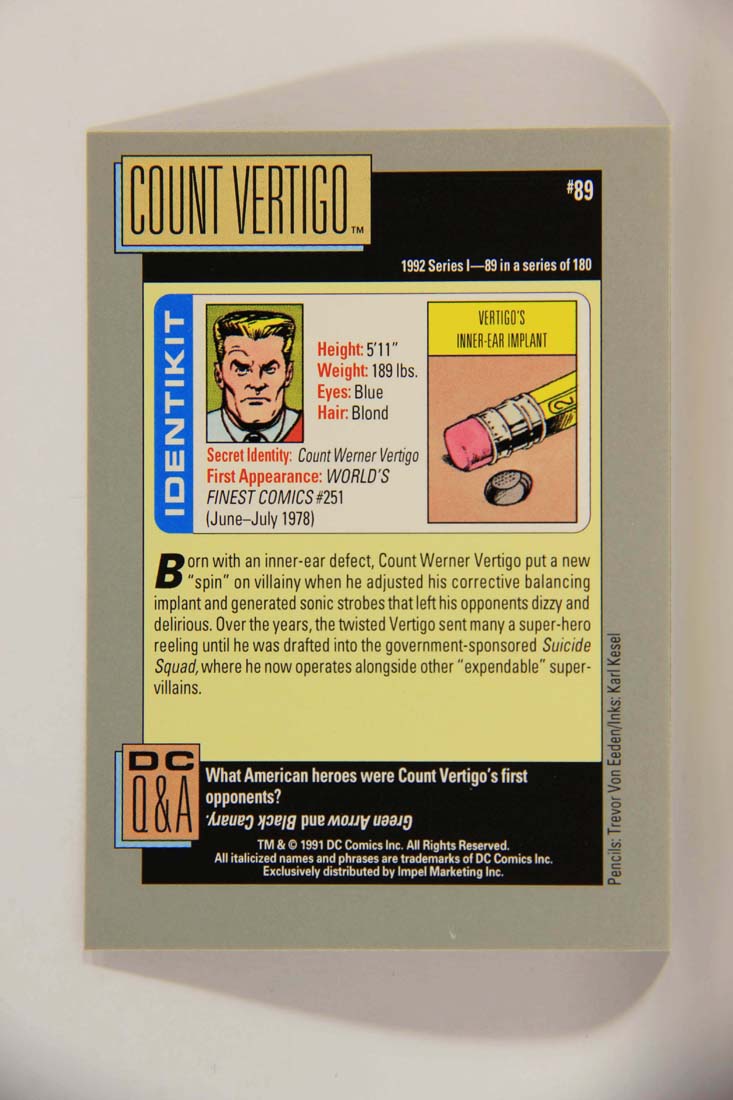 COUNT VERTIGO™
#89
1992 Series I—89 in a series of 180
IDENTIKIT
Height: 5'11"
Weight: 189 lbs.
Eyes: Blue
Hair: Blond
Secret Identity: Count Werner Vertigo
First Appearance: WORLD'S
FINEST COMICS #251
(June–July 1978)
VERTIGO'S
INNER-EAR IMPLANT
2
Born with an inner-ear defect, Count Werner Vertigo put a new
"spin" on villainy when he adjusted his corrective balancing
implant and generated sonic strobes that left his opponents dizzy and
delirious. Over the years, the twisted Vertigo sent many a super-hero
reeling until he was drafted into the government-sponsored Suicide
Squad, where he now operates alongside other "expendable" super-
villains.
DC
Q&A
What American heroes were Count Vertigo's first
opponents?
Green Arrow and Black Canary.
TM & © 1991 DC Comics Inc. All Rights Reserved.
All italicized names and phrases are trademarks of DC Comics Inc.
Exclusively distributed by Impel Marketing Inc.
Pencils: Trevor Von Eeden/Inks: Karl Kesel